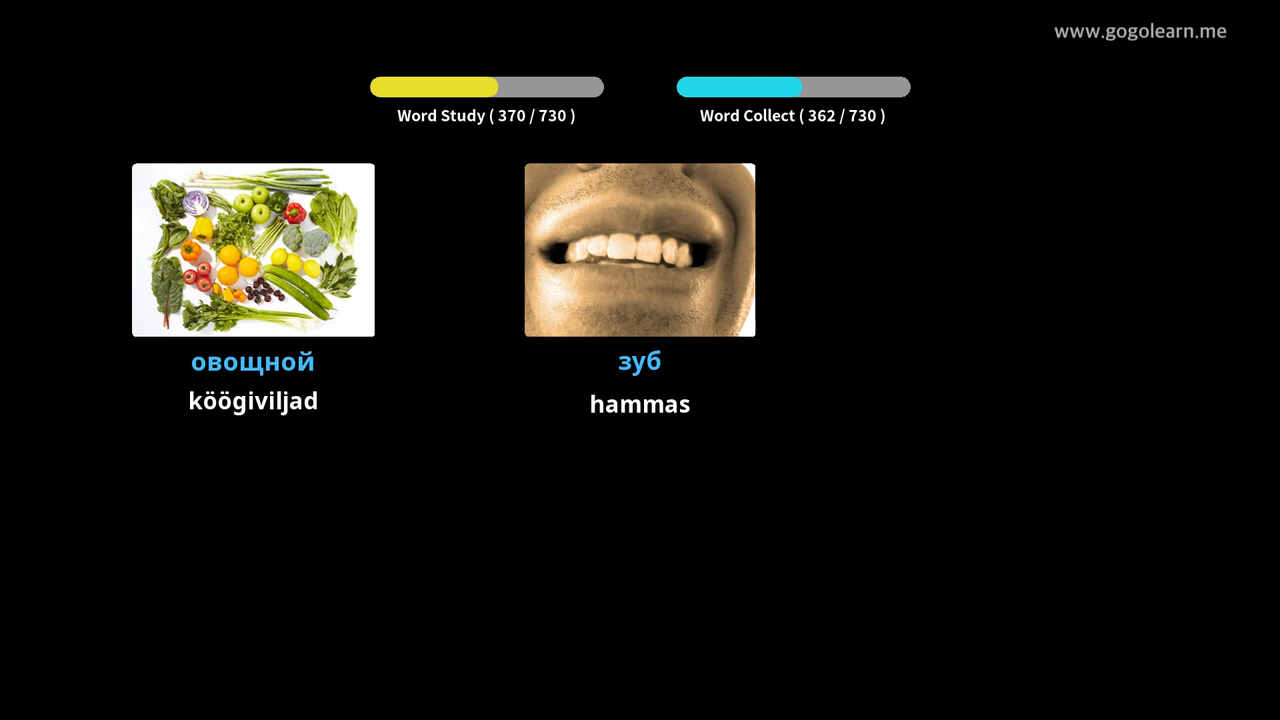 www.gogolearn.me
Word Study ( 370 / 730 )
Word Collect ( 362 / 730 )
овощной
köögiviljad
зуб
hammas